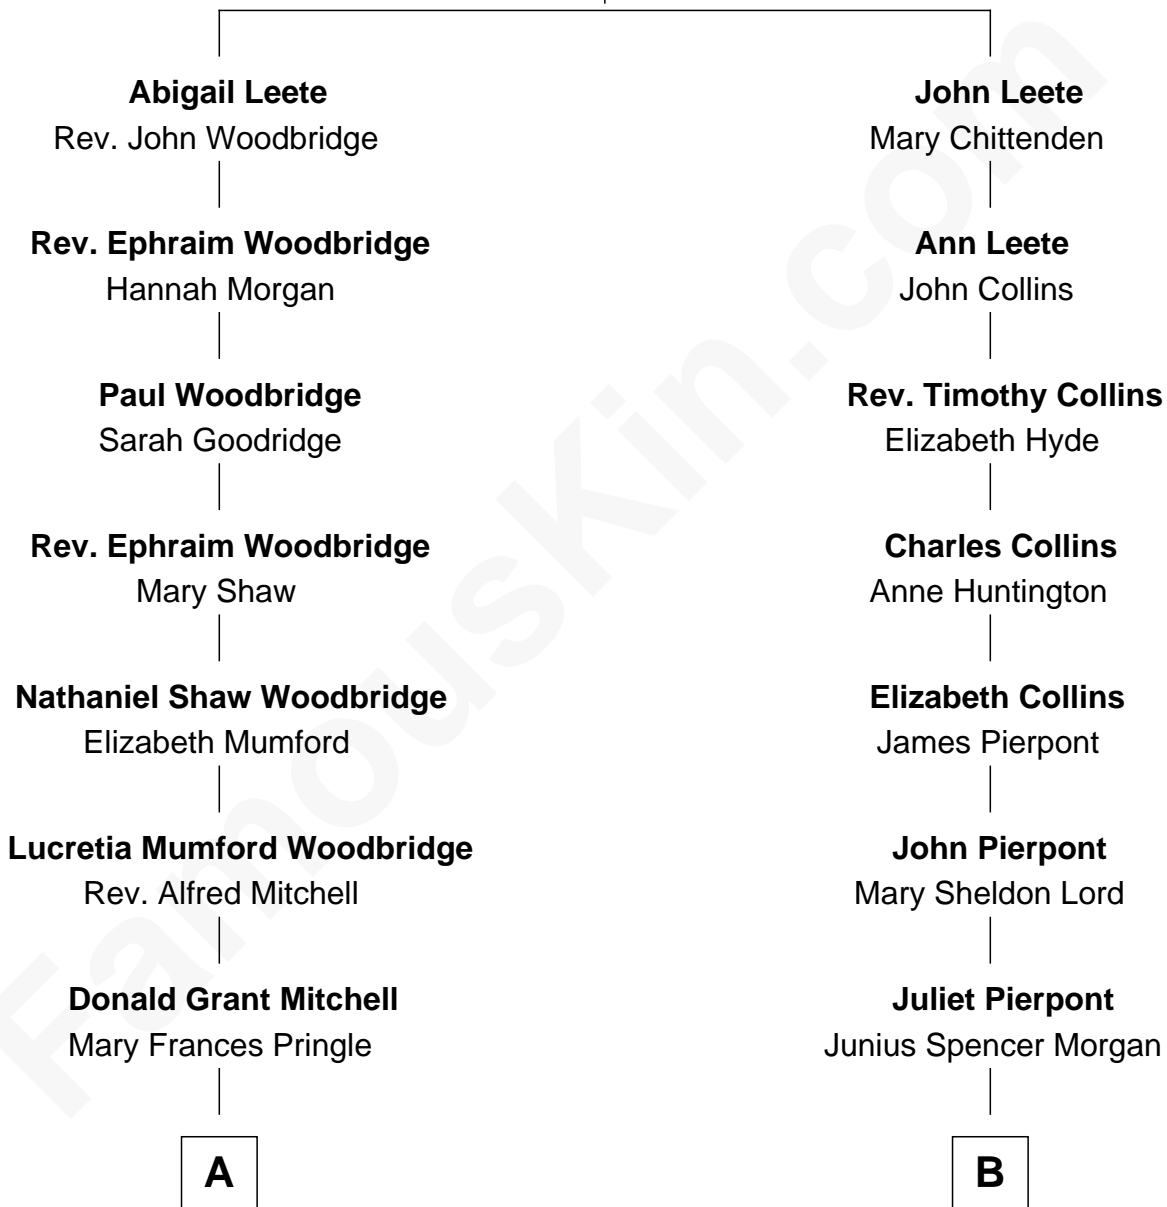 Abigail Leete
Rev. John Woodbridge
Rev. Ephraim Woodbridge
Hannah Morgan
Paul Woodbridge
Sarah Goodridge
Rev. Ephraim Woodbridge
Mary Shaw
Nathaniel Shaw Woodbridge
Elizabeth Mumford
Lucretia Mumford Woodbridge
Rev. Alfred Mitchell
Donald Grant Mitchell
Mary Frances Pringle
A
John Leete
Mary Chittenden
Ann Leete
John Collins
Rev. Timothy Collins
Elizabeth Hyde
Charles Collins
Anne Huntington
Elizabeth Collins
James Pierpont
John Pierpont
Mary Sheldon Lord
Juliet Pierpont
Junius Spencer Morgan
B
FamousKin.com